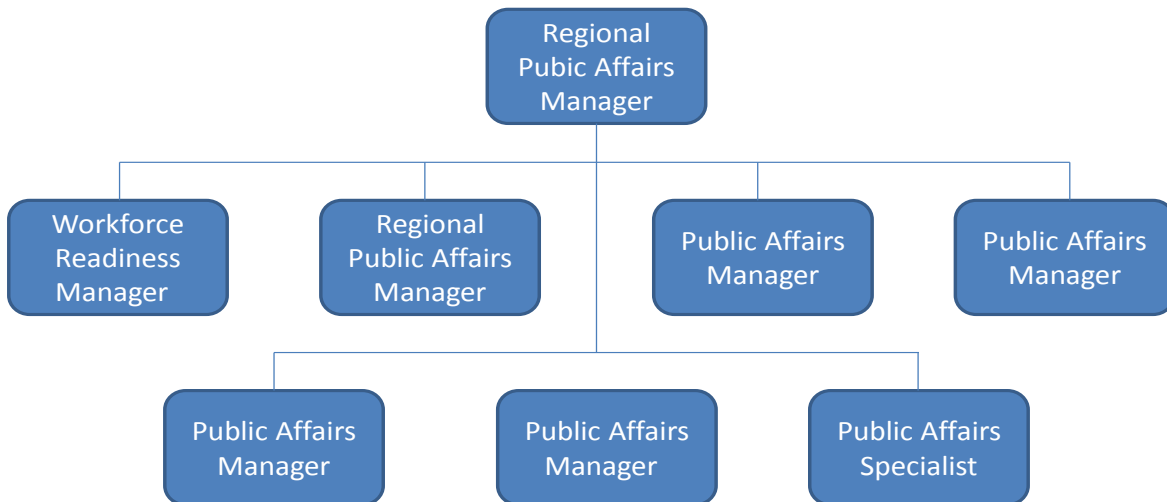 Regional
Pubic Affairs
Manager
Workforce
Readiness
Manager
Regional
Public Affairs
Manager
Public Affairs
Manager
Public Affairs
Manager
Public Affairs
Manager
Public Affairs
Manager
Public Affairs
Specialist